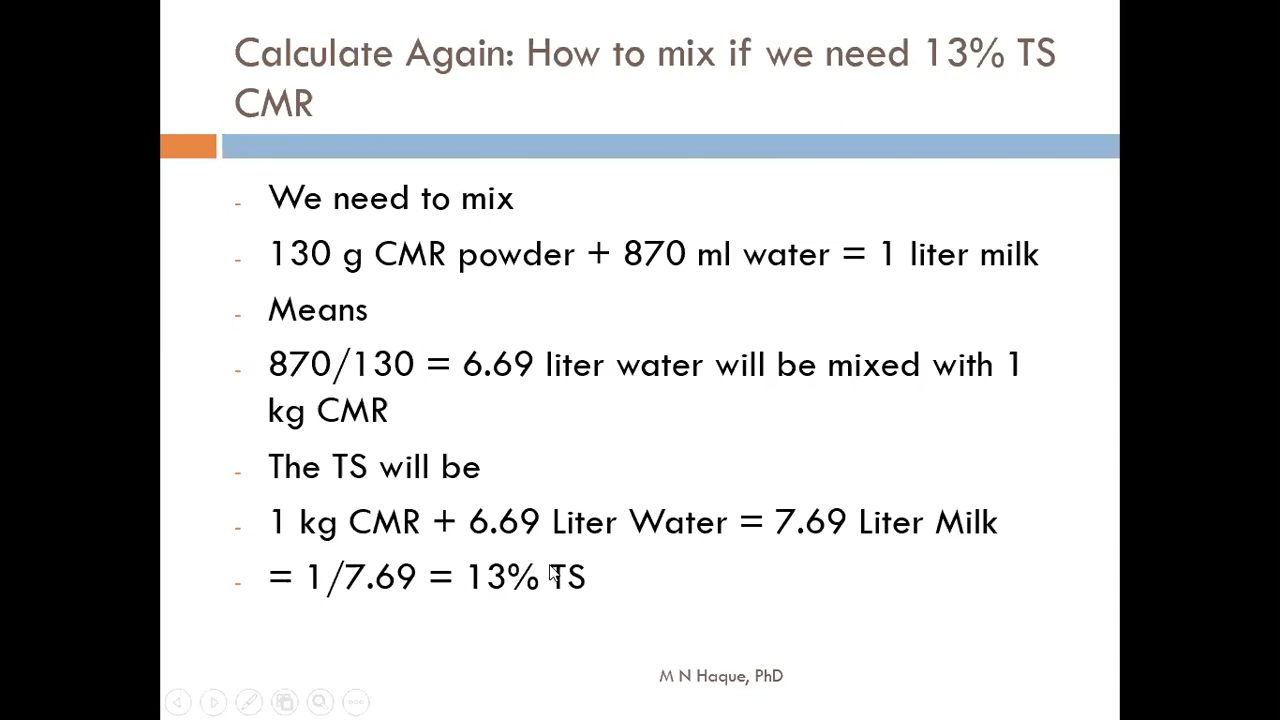 Calculate Again: How to mix if we need 13% TS
CMR
- We need to mix
- 130 g CMR powder + 870 ml water = 1 liter milk
- Means
- 870/130 = 6.69 liter water will be mixed with 1
kg CMR
- The TS will be
- 1 kg CMR + 6.69 Liter Water = 7.69 Liter Milk
- = 1/7.69 = 13% TS
M N Haque, PhD